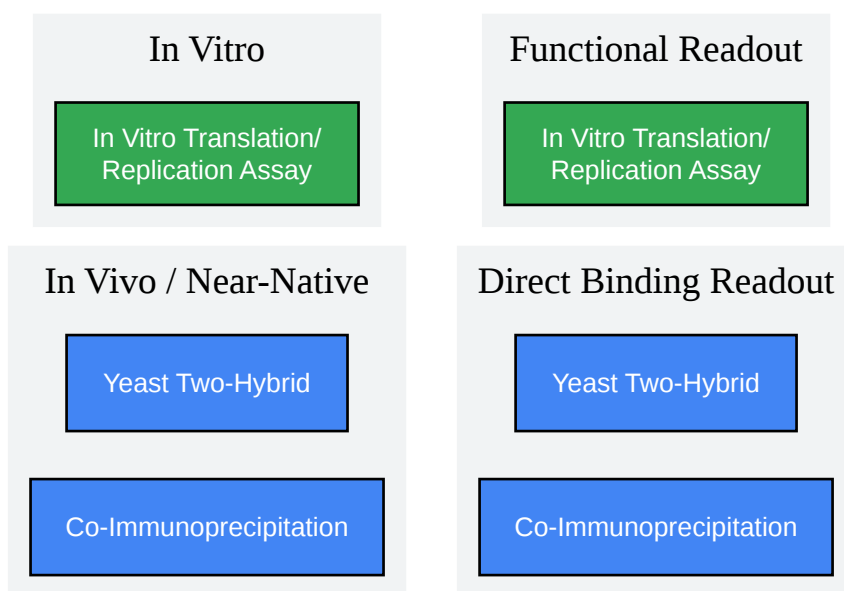 In Vitro
In Vitro Translation/
Replication Assay
Functional Readout
In Vitro Translation/
Replication Assay
In Vivo / Near-Native
Yeast Two-Hybrid
Co-Immunoprecipitation
Direct Binding Readout
Yeast Two-Hybrid
Co-Immunoprecipitation